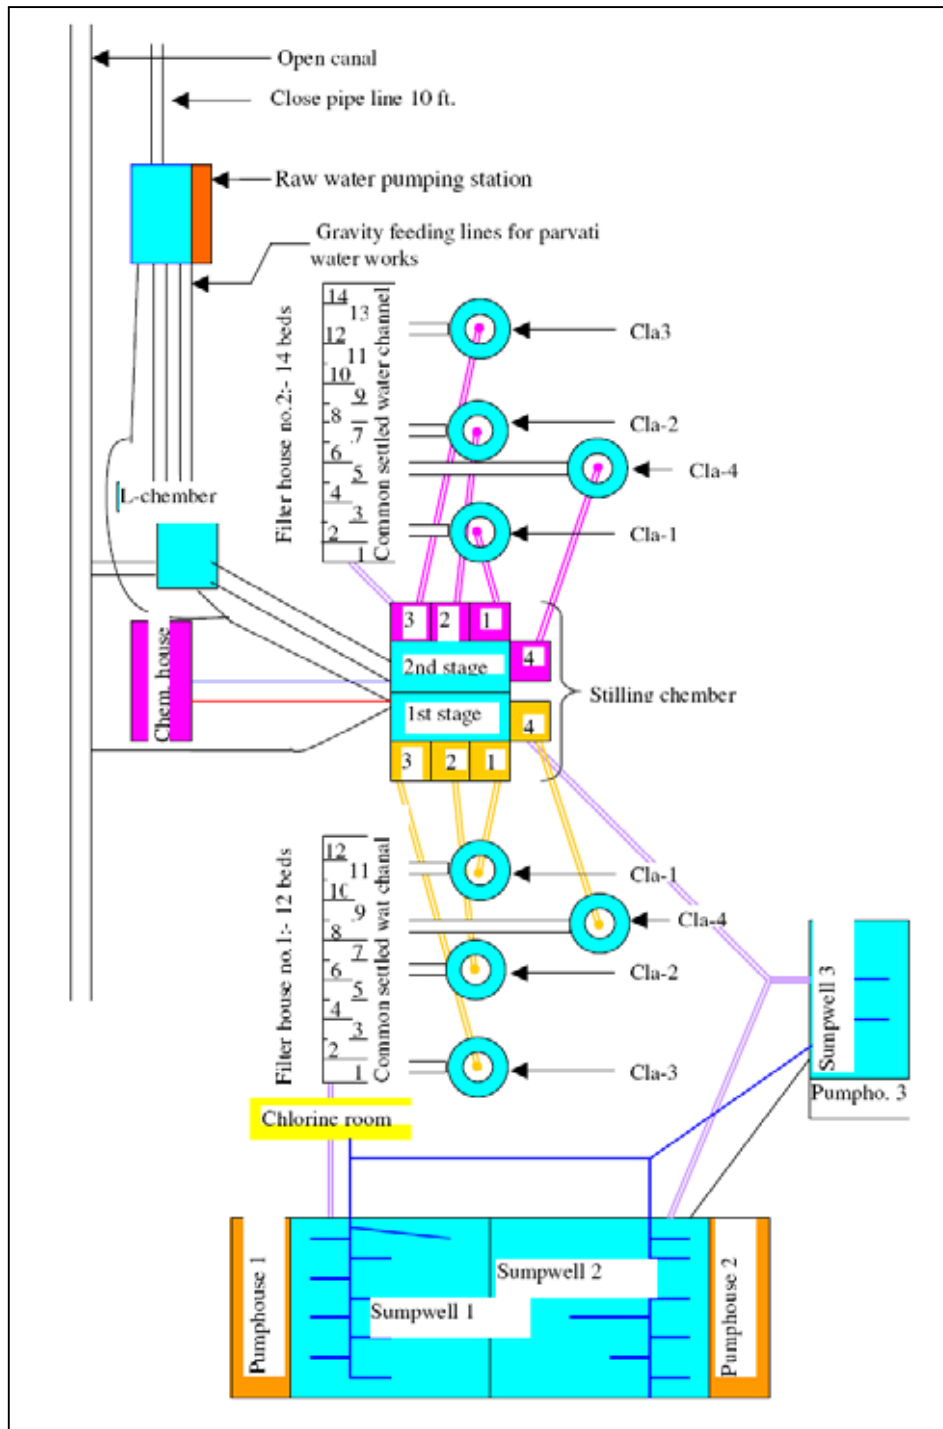 Open canal
Close pipe line 10 ft.
Raw water pumping station
Gravity feeding lines for parvati
water works
Filter house no.2:- 14 beds
14
13
12
11
10
9
8
7
6
5
4
3
2
1
Common settled water channel
Cla3
Cla-2
Cla-4
Cla-1
L-chember
Chem. house
3
2
1
4
2nd stage
1st stage
4
3
2
1
Stilling chember
Filter house no.1:- 12 beds
12
11
10
9
8
7
6
5
4
3
2
1
Common settled wat chanal
Cla-1
Cla-4
Cla-2
Cla-3
Sumpwell 3
Pumpho. 3
Chlorine room
Pumphouse 1
Sumpwell 2
Sumpwell 1
Pumphouse 2